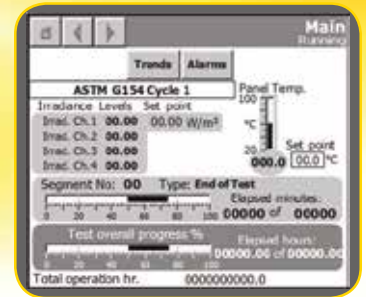 Main
Running
Trends Alarms
ASTM G154 Cycle 1
Panel Temp.
Irradiance Levels Set point
100
Irrad. Ch.1 00.00 00.00 W/m²
°C
Irrad. Ch.2 00.00
Irrad. Ch.3 00.00
20 Set point
Irrad. Ch.4 00.00
000.0 00.0 °C
Segment No: 00 Type: End of Test
Elapsed minutes:
0 20 40 60 80 100 00000 of 00000
Test overall progress %
Elapsed hours:
0 20 40 60 80 100 00000.00 of 00000.00
Total operation hr. 0000000000.0